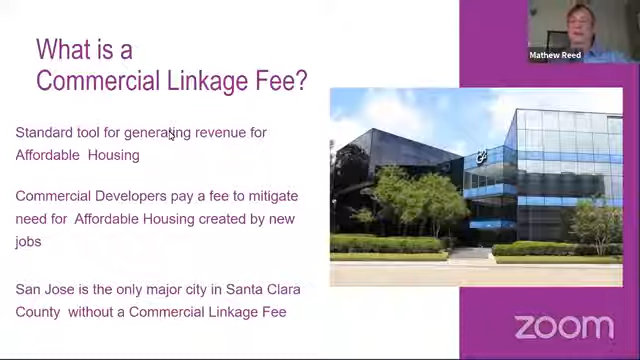 What is a
Commercial Linkage Fee?
Standard tool for generating revenue for
Affordable Housing
Commercial Developers pay a fee to mitigate
need for Affordable Housing created by new
jobs
San Jose is the only major city in Santa Clara
County without a Commercial Linkage Fee
Mathew Reed
zoom